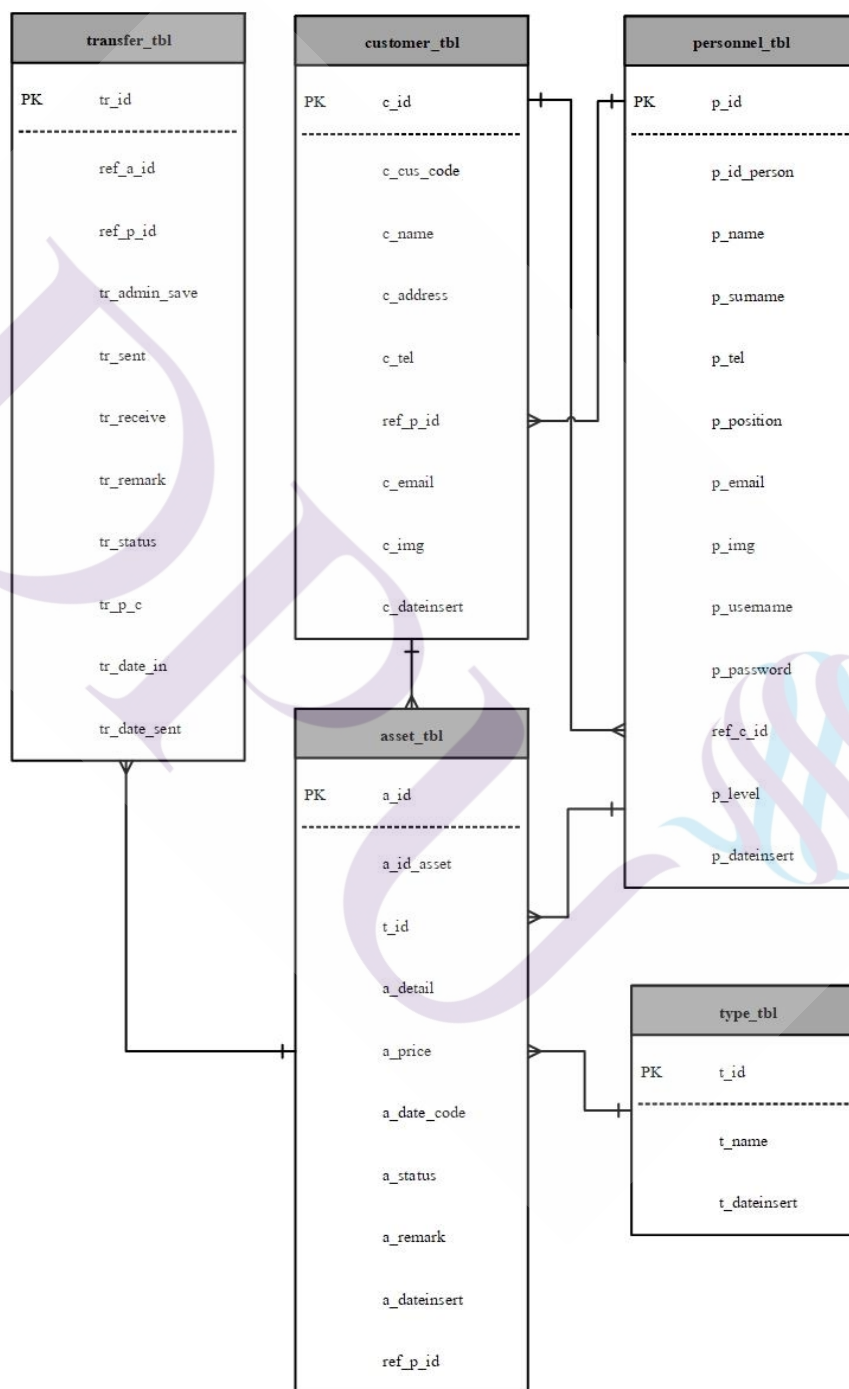 transfer_tbl
PK tr_id
ref_a_id
ref_p_id
tr_admin_save
tr_sent
tr_receive
tr_remark
tr_status
tr_p_c
tr_date_in
tr_date_sent
customer_tbl
PK c_id
c_cus_code
c_name
c_address
c_tel
ref_p_id
c_email
c_img
c_dateinsert
personnel_tbl
PK p_id
p_id_person
p_name
p_surname
p_tel
p_position
p_email
p_img
p_username
p_password
ref_c_id
p_level
p_dateinsert
asset_tbl
PK a_id
a_id_asset
t_id
a_detail
a_price
a_date_code
a_status
a_remark
a_dateinsert
ref_p_id
type_tbl
PK t_id
t_name
t_dateinsert
DPU